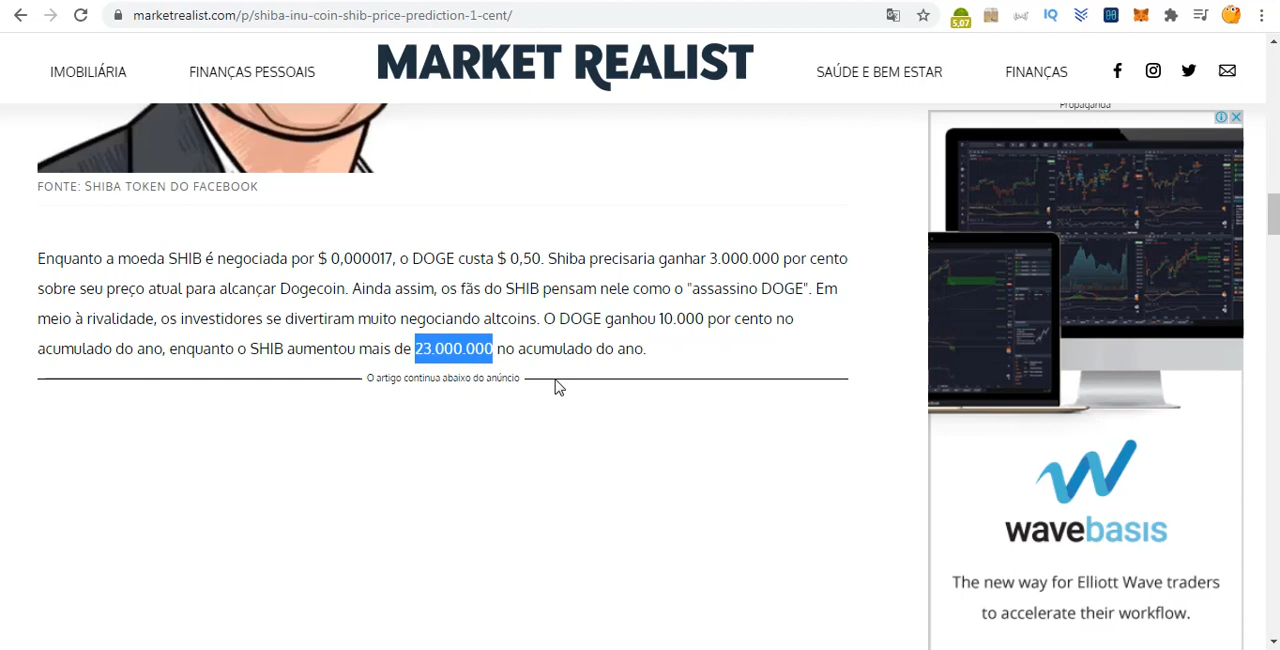 marketrealist.com/p/shiba-inu-coin-shib-price-prediction-1-cent/
5,07
IQ
IMOBILIÁRIA
FINANÇAS PESSOAIS
MARKET REALIST
SAÚDE E BEM ESTAR
FINANÇAS
Propaganda
FONTE: SHIBA TOKEN DO FACEBOOK
Enquanto a moeda SHIB é negociada por $ 0,000017, o DOGE custa $ 0,50. Shiba precisaria ganhar 3.000.000 por cento
sobre seu preço atual para alcançar Dogecoin. Ainda assim, os fãs do SHIB pensam nele como o "assassino DOGE". Em
meio à rivalidade, os investidores se divertiram muito negociando altcoins. O DOGE ganhou 10.000 por cento no
acumulado do ano, enquanto o SHIB aumentou mais de 23.000.000 no acumulado do ano.
O artigo continua abaixo do anúncio
wavebasis
The new way for Elliott Wave traders
to accelerate their workflow.